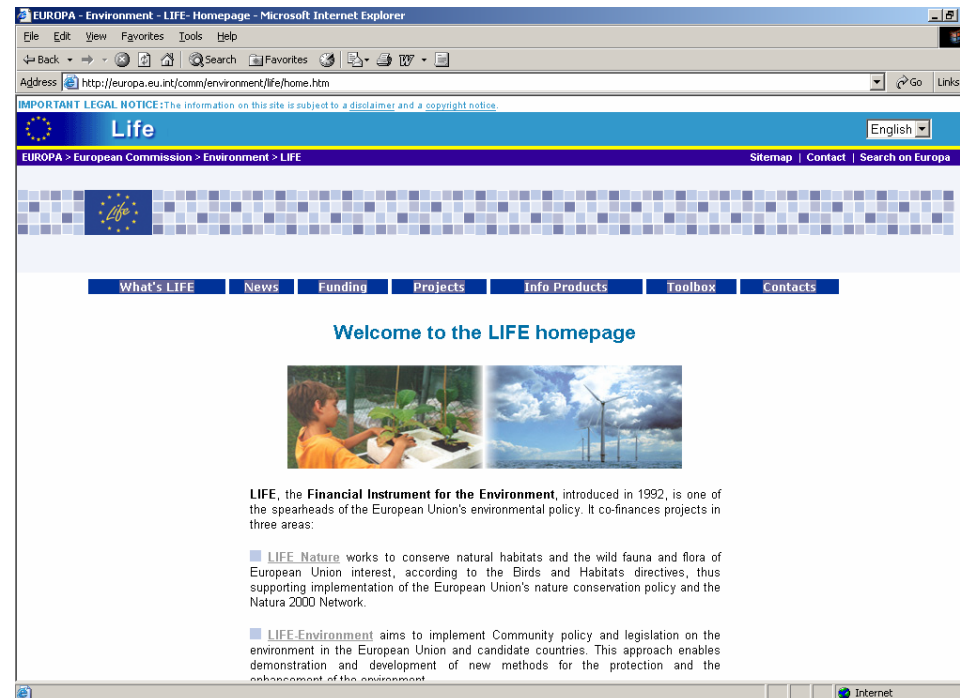 EUROPA - Environment - LIFE- Homepage - Microsoft Internet Explorer
File Edit View Favorites Tools Help
Back Search Favorites
Address http://europa.eu.int/comm/environment/life/home.htm Go Links
IMPORTANT LEGAL NOTICE:The information on this site is subject to a disclaimer and a copyright notice.
Life English
EUROPA > European Commission > Environment > LIFE Sitemap | Contact | Search on Europa
Life
What's LIFE News Funding Projects Info Products Toolbox Contacts
Welcome to the LIFE homepage
LIFE, the Financial Instrument for the Environment, introduced in 1992, is one of
the spearheads of the European Union's environmental policy. It co-finances projects in
three areas:
LIFE Nature works to conserve natural habitats and the wild fauna and flora of
European Union interest, according to the Birds and Habitats directives, thus
supporting implementation of the European Union's nature conservation policy and the
Natura 2000 Network.
LIFE-Environment aims to implement Community policy and legislation on the
environment in the European Union and candidate countries. This approach enables
demonstration and development of new methods for the protection and the
enhancement of the environment.
Internet